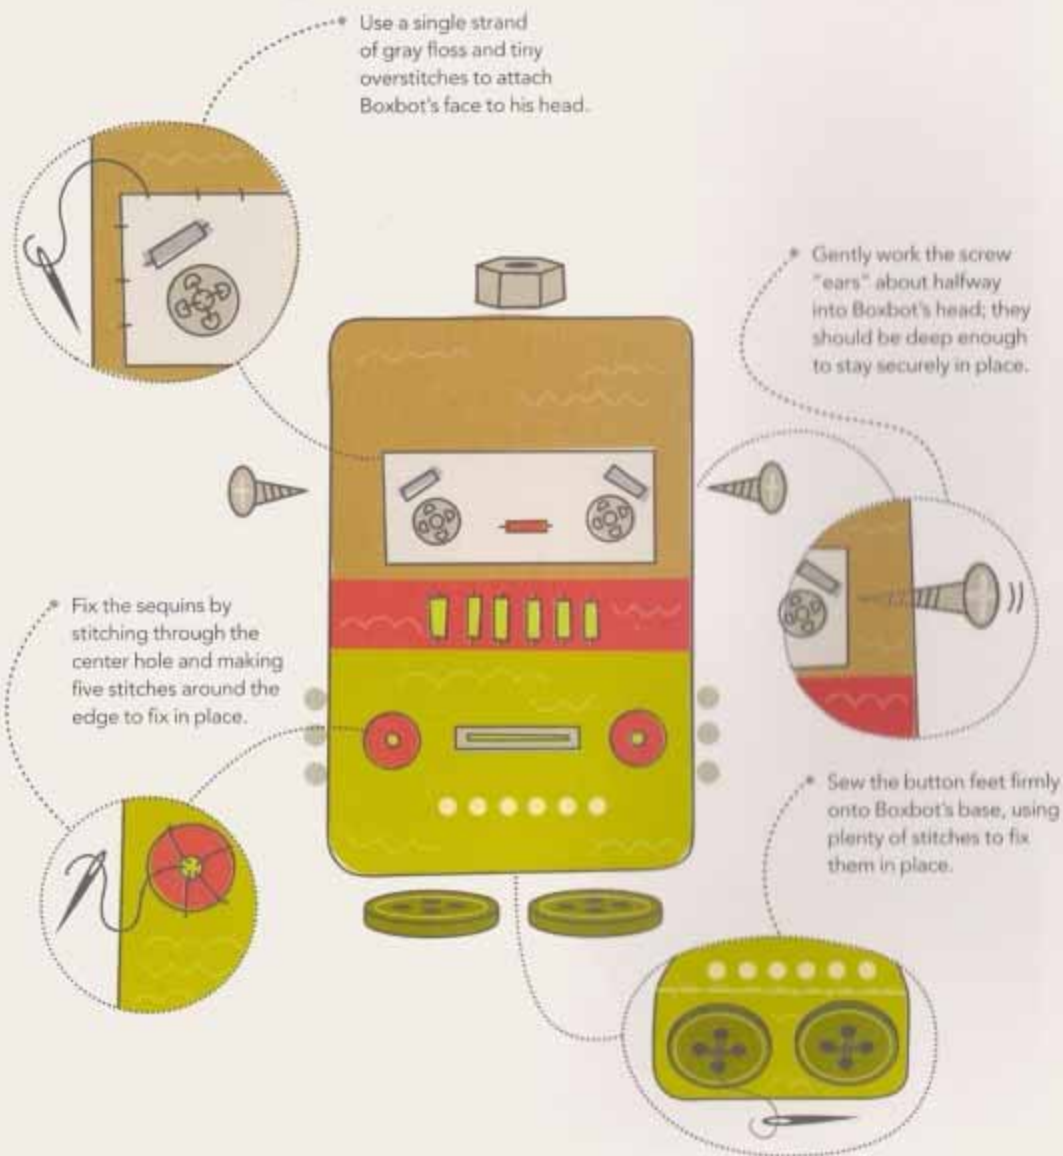 Use a single strand
of gray floss and tiny
overstitches to attach
Boxbot's face to his head.
Gently work the screw
"ears" about halfway
into Boxbot's head; they
should be deep enough
to stay securely in place.
Fix the sequins by
stitching through the
center hole and making
five stitches around the
edge to fix in place.
Sew the button feet firmly
onto Boxbot's base, using
plenty of stitches to fix
them in place.